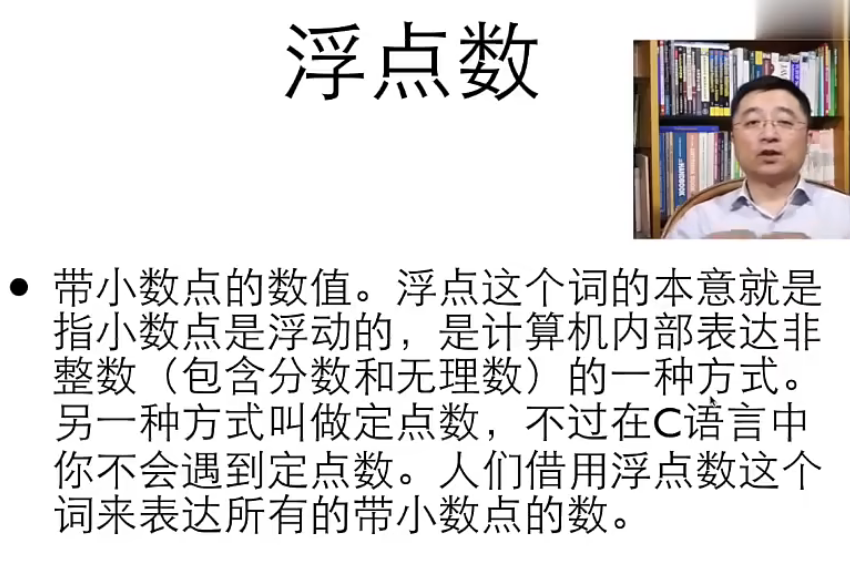 浮点数
• 带小数点的数值。浮点这个词的本意就是
指小数点是浮动的，是计算机内部表达非
整数（包含分数和无理数）的一种方式。
另一种方式叫做定点数，不过在C语言中
你不会遇到定点数。人们借用浮点数这个
词来表达所有的带小数点的数。
HANDBOOK